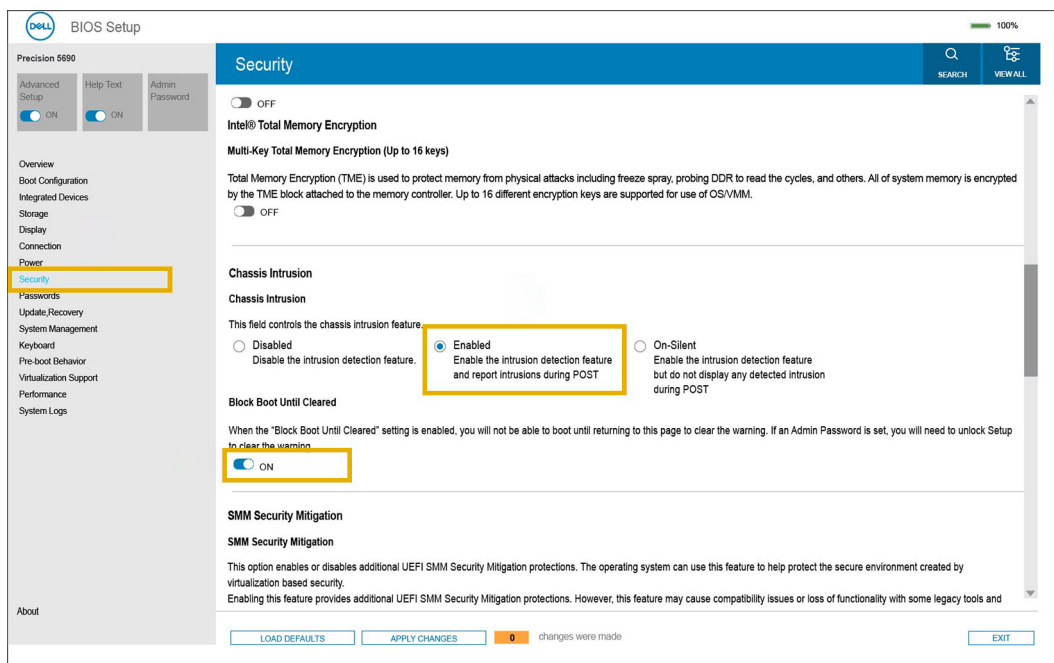 DELL BIOS Setup
100%
Precision 5690
Advanced Setup
ON
Help Text
ON
Admin Password
Security
SEARCH
VIEW ALL
Overview
Boot Configuration
Integrated Devices
Storage
Display
Connection
Power
Security
Passwords
Update,Recovery
System Management
Keyboard
Pre-boot Behavior
Virtualization Support
Performance
System Logs
About
OFF
Intel® Total Memory Encryption
Multi-Key Total Memory Encryption (Up to 16 keys)
Total Memory Encryption (TME) is used to protect memory from physical attacks including freeze spray, probing DDR to read the cycles, and others. All of system memory is encrypted
by the TME block attached to the memory controller. Up to 16 different encryption keys are supported for use of OS/VMM.
OFF
Chassis Intrusion
Chassis Intrusion
This field controls the chassis intrusion feature.
Disabled
Disable the intrusion detection feature.
Enabled
Enable the intrusion detection feature
and report intrusions during POST
On-Silent
Enable the intrusion detection feature
but do not display any detected intrusion
during POST
Block Boot Until Cleared
When the "Block Boot Until Cleared" setting is enabled, you will not be able to boot until returning to this page to clear the warning. If an Admin Password is set, you will need to unlock Setup
to clear the warning
ON
SMM Security Mitigation
SMM Security Mitigation
This option enables or disables additional UEFI SMM Security Mitigation protections. The operating system can use this feature to help protect the secure environment created by
virtualization based security.
Enabling this feature provides additional UEFI SMM Security Mitigation protections. However, this feature may cause compatibility issues or loss of functionality with some legacy tools and
LOAD DEFAULTS
APPLY CHANGES
0
changes were made
EXIT